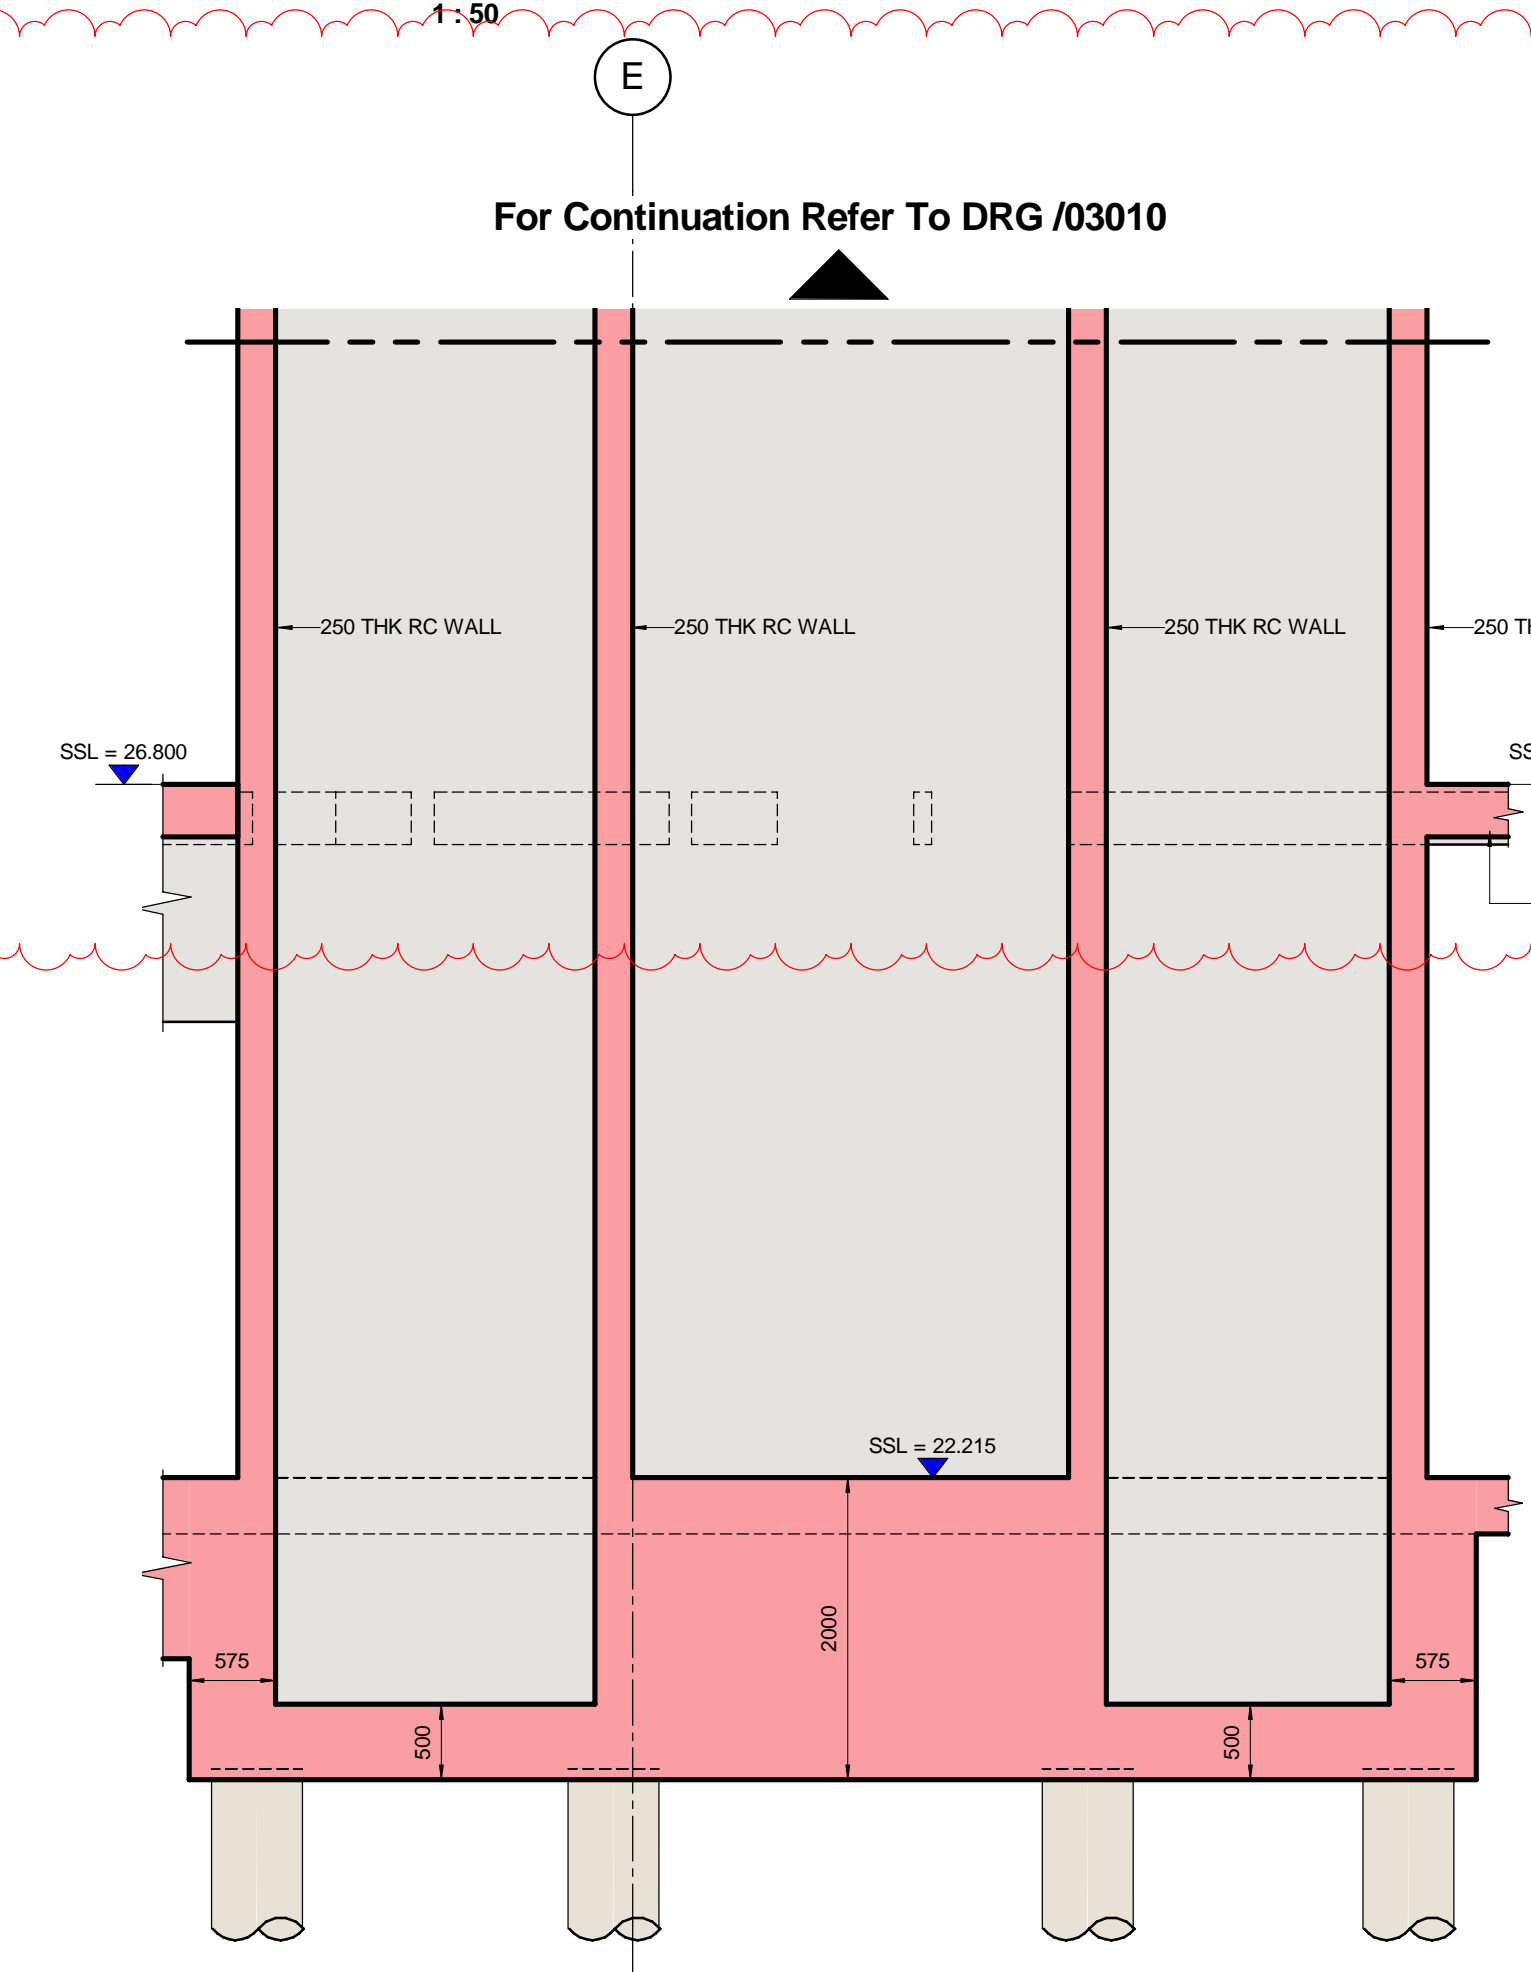 1 : 50
E
For Continuation Refer To DRG /03010
250 THK RC WALL
250 THK RC WALL
250 THK RC WALL
250
SSL = 26.800
SSL = 22.215
2000
575
575
500
500